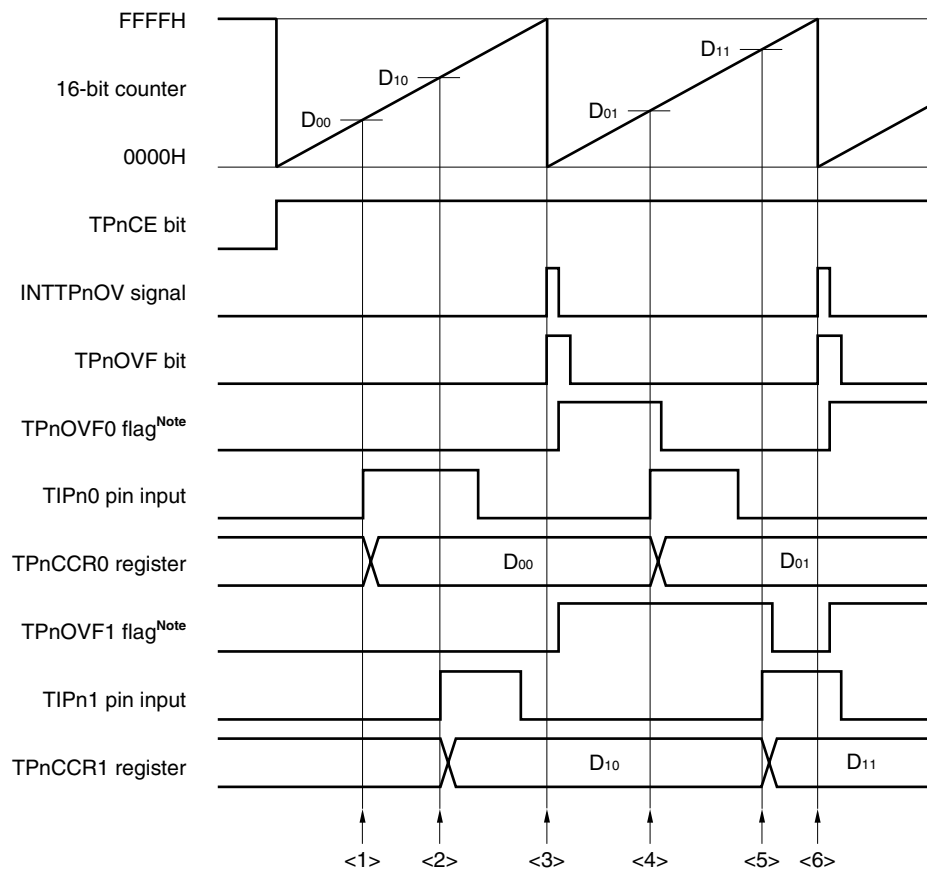 FFFFH
D11
D10
16-bit counter
D01
D00
0000H
TPnCE bit
INTTPnOV signal
TPnOVF bit
TPnOVF0 flagNote
TIPn0 pin input
TPnCCR0 register
D00
D01
TPnOVF1 flagNote
TIPn1 pin input
TPnCCR1 register
D10
D11
<1>
<2>
<3>
<4>
<5>
<6>